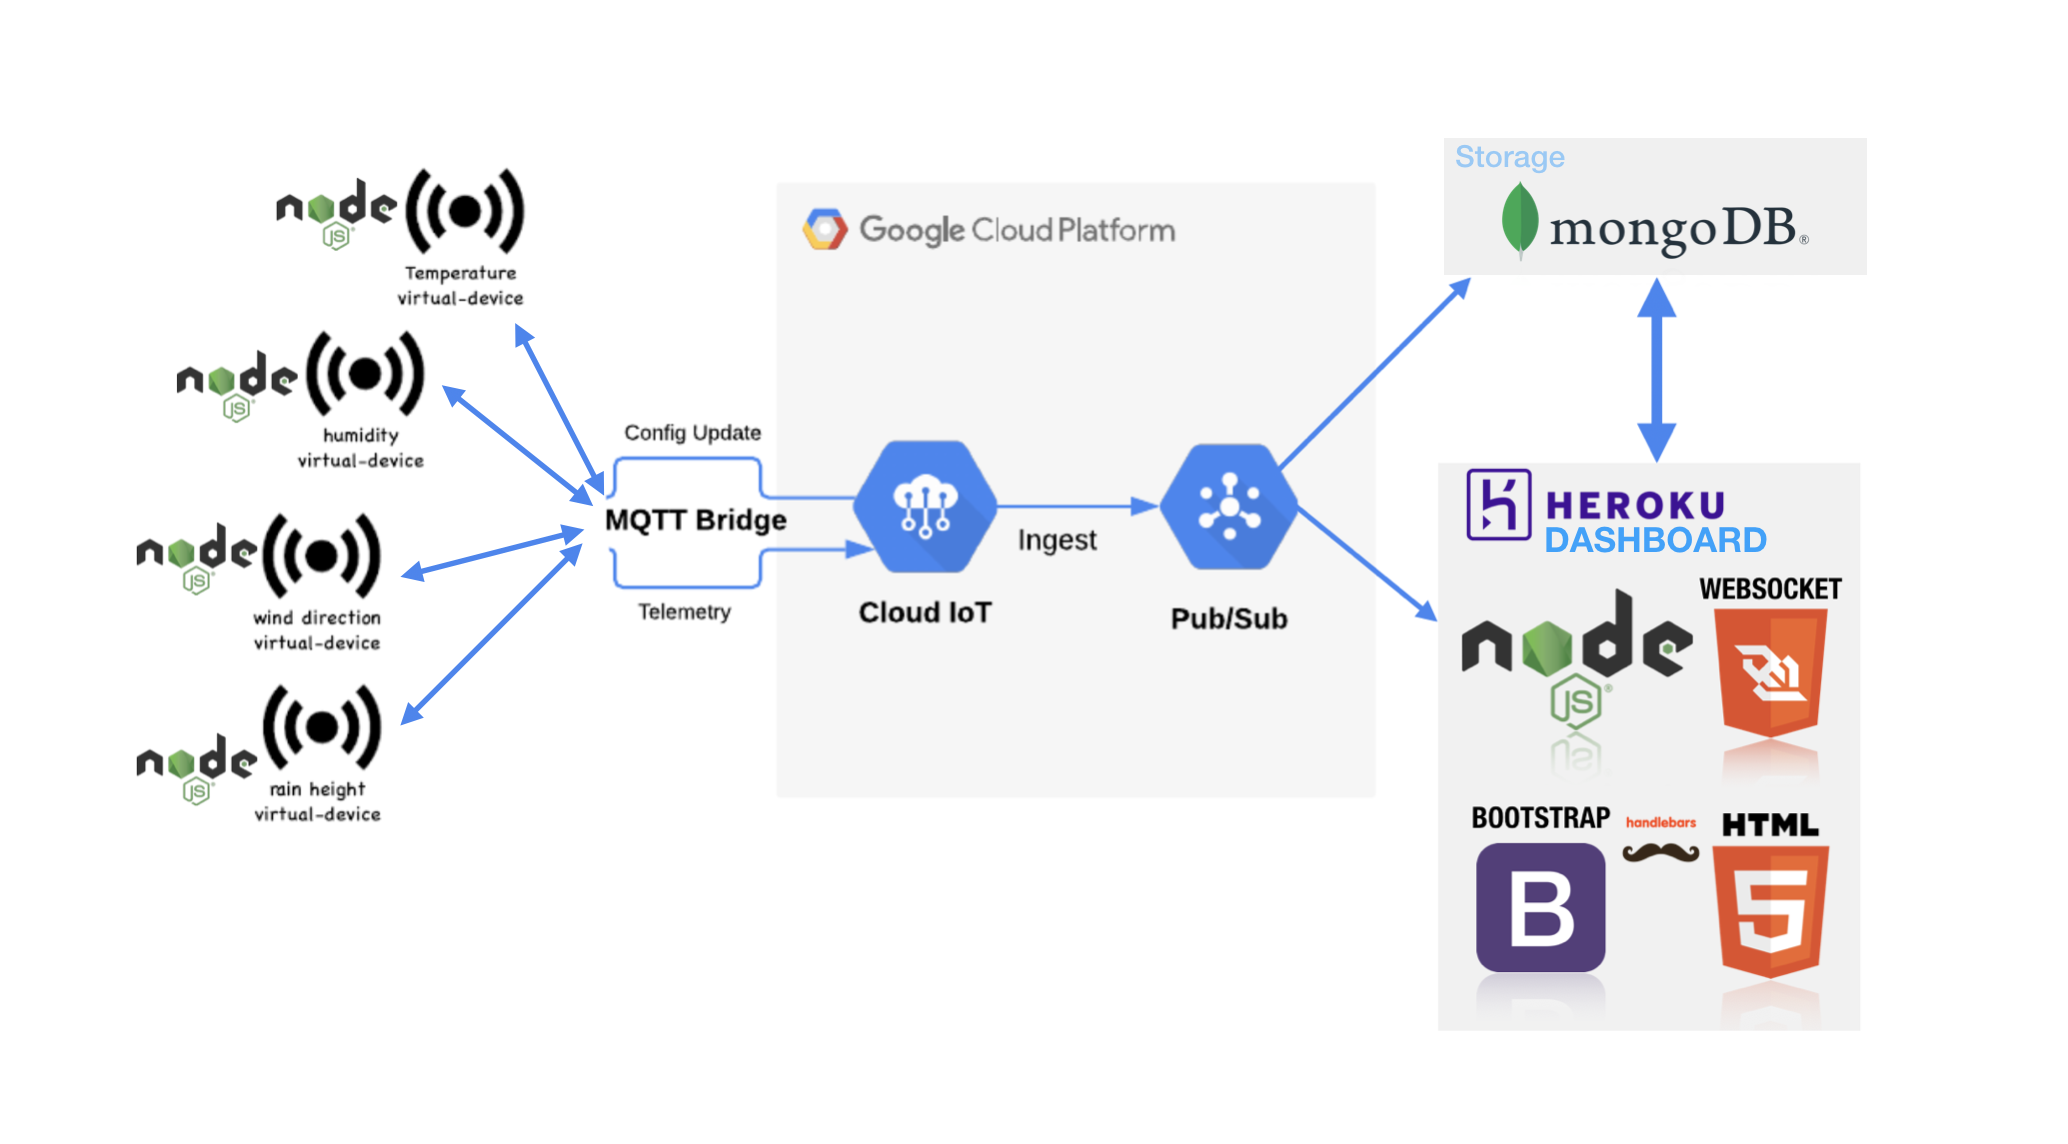 node
JS
Temperature
virtual-device
node
JS
humidity
virtual-device
node
JS
wind direction
virtual-device
node
JS
rain height
virtual-device
Config Update
MQTT Bridge
Telemetry
Google Cloud Platform
Cloud IoT
Ingest
Pub/Sub
Storage
mongoDB®
HEROKU
DASHBOARD
node
JS®
WEBSOCKET
BOOTSTRAP
B
handlebars
HTML
5